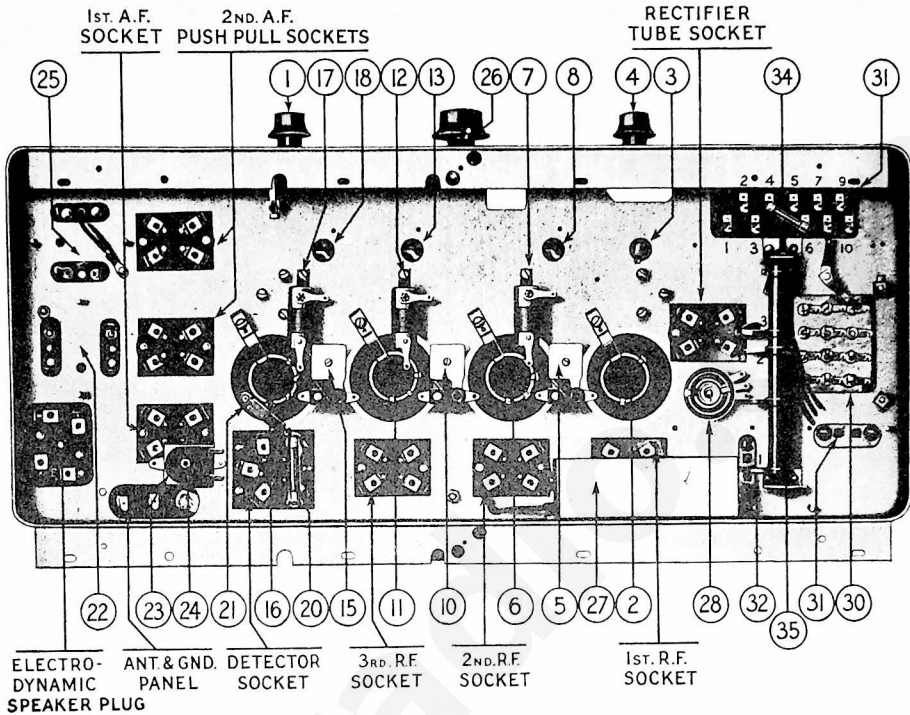 1ST. A.F.
SOCKET
2ND. A.F.
PUSH PULL SOCKETS
RECTIFIER
TUBE SOCKET
25 1 17 18 12 13 26 7 8 4 3 34 31
2 4 5 7 9
1 3 6 10
3
2
1
22 23 24 21 16 20 15 11 10 6 5 27 2 28 32 35 31 30
ELECTRO-
DYNAMIC
SPEAKER PLUG
ANT. & GND.
PANEL
DETECTOR
SOCKET
3RD. R.F.
SOCKET
2ND. R.F.
SOCKET
1ST. R.F.
SOCKET